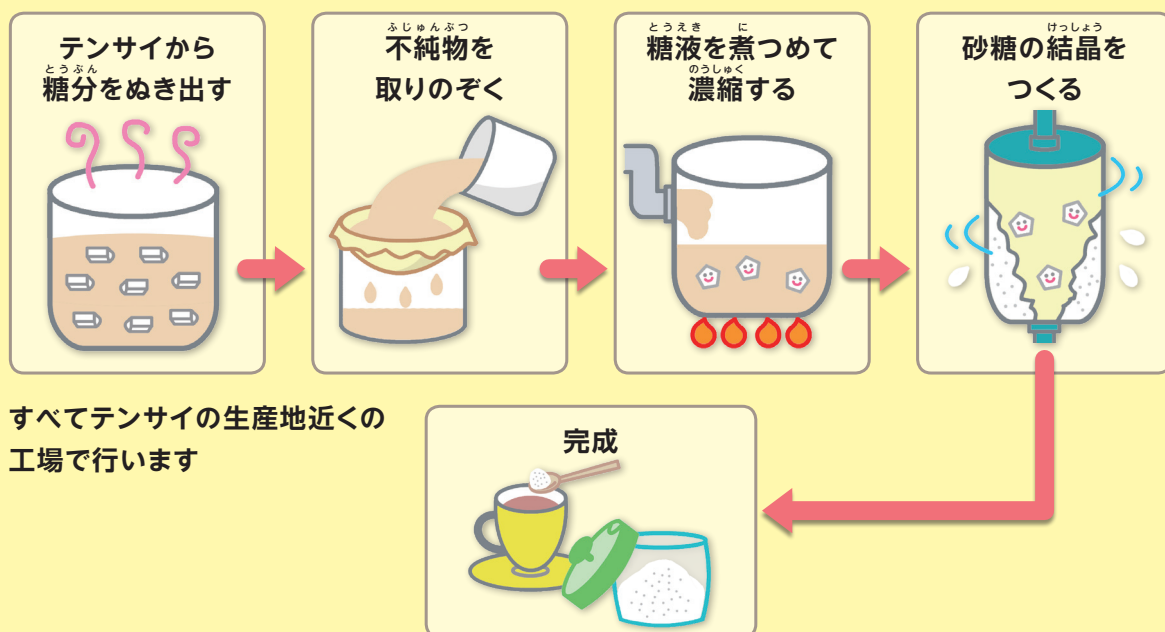 テンサイから
とうぶん
糖分をぬき出す
ふじゅんぶつ
不純物を
取りのぞく
とうえき に
糖液を煮つめて
のうしゅく
濃縮する
けっしょう
砂糖の結晶を
つくる
すべてテンサイの生産地近くの
工場で行います
完成